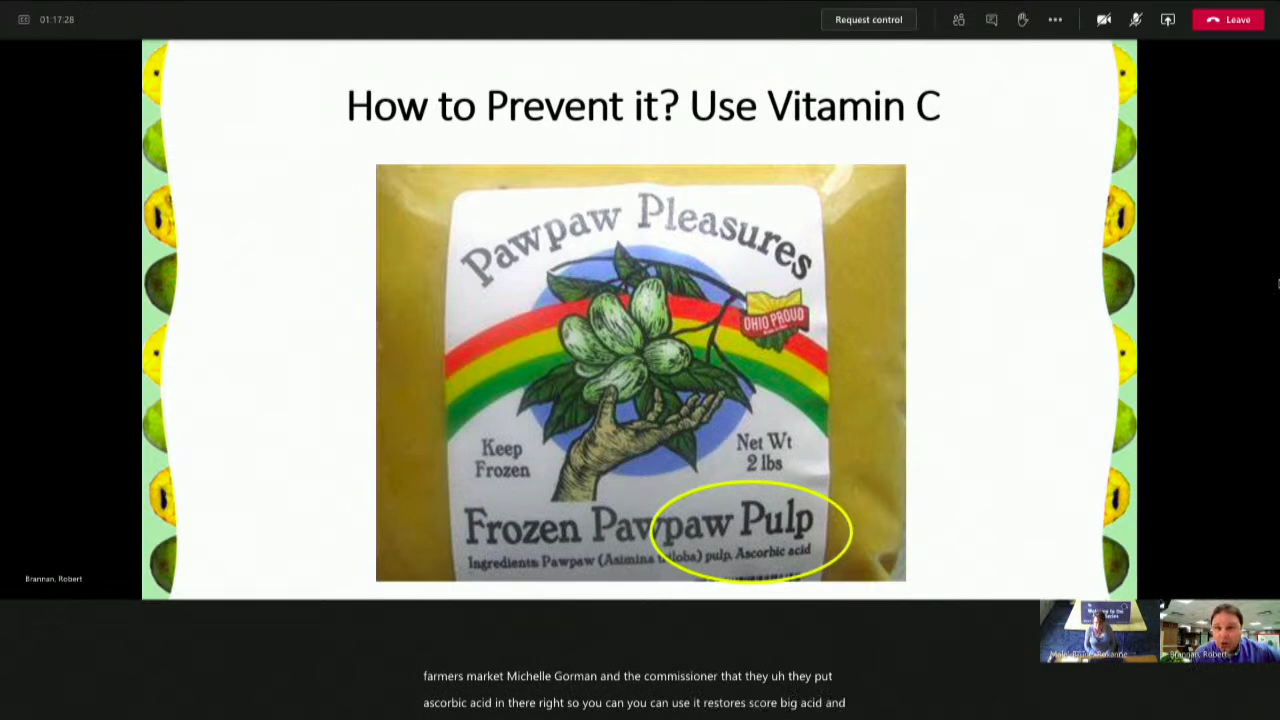 01:17:28
Request control
Leave
How to Prevent it? Use Vitamin C
Pawpaw Pleasures
OHIO PROUD
Keep
Frozen
Net Wt
2 lbs
Frozen Pawpaw Pulp
Ingredients: Pawpaw (Asimina triloba) pulp, Ascorbic acid
Brannan, Robert
Brannan, Robert
farmers market Michelle Gorman and the commissioner that they uh they put
ascorbic acid in there right so you can you can use it restores score big acid and